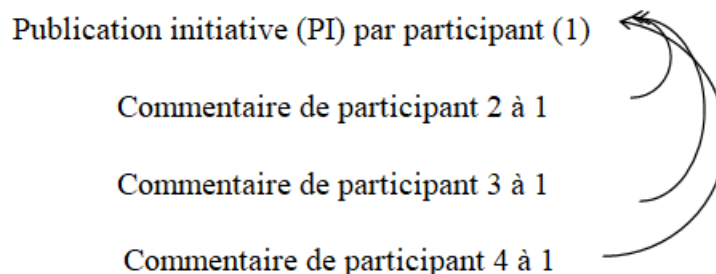 Publication initiative (PI) par participant (1)
Commentaire de participant 2 à 1
Commentaire de participant 3 à 1
Commentaire de participant 4 à 1